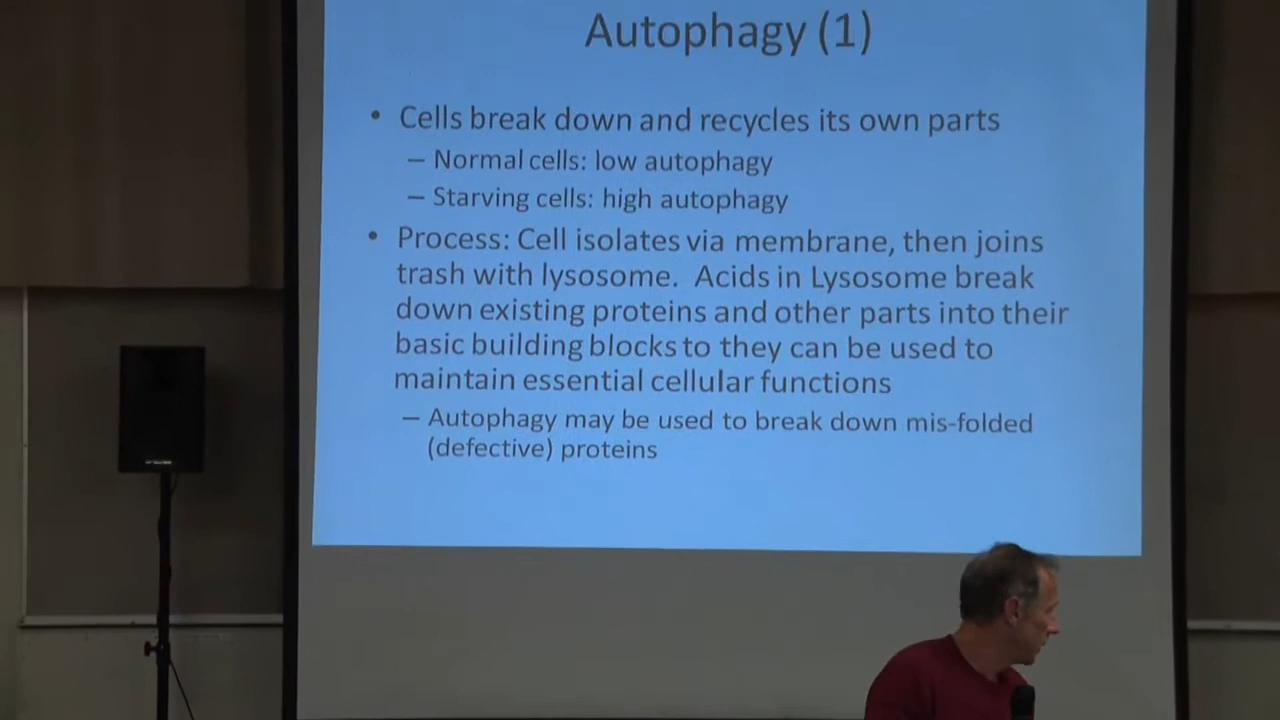 Autophagy (1)
• Cells break down and recycles its own parts
– Normal cells: low autophagy
– Starving cells: high autophagy
• Process: Cell isolates via membrane, then joins
trash with lysosome. Acids in Lysosome break
down existing proteins and other parts into their
basic building blocks to they can be used to
maintain essential cellular functions
– Autophagy may be used to break down mis-folded
(defective) proteins